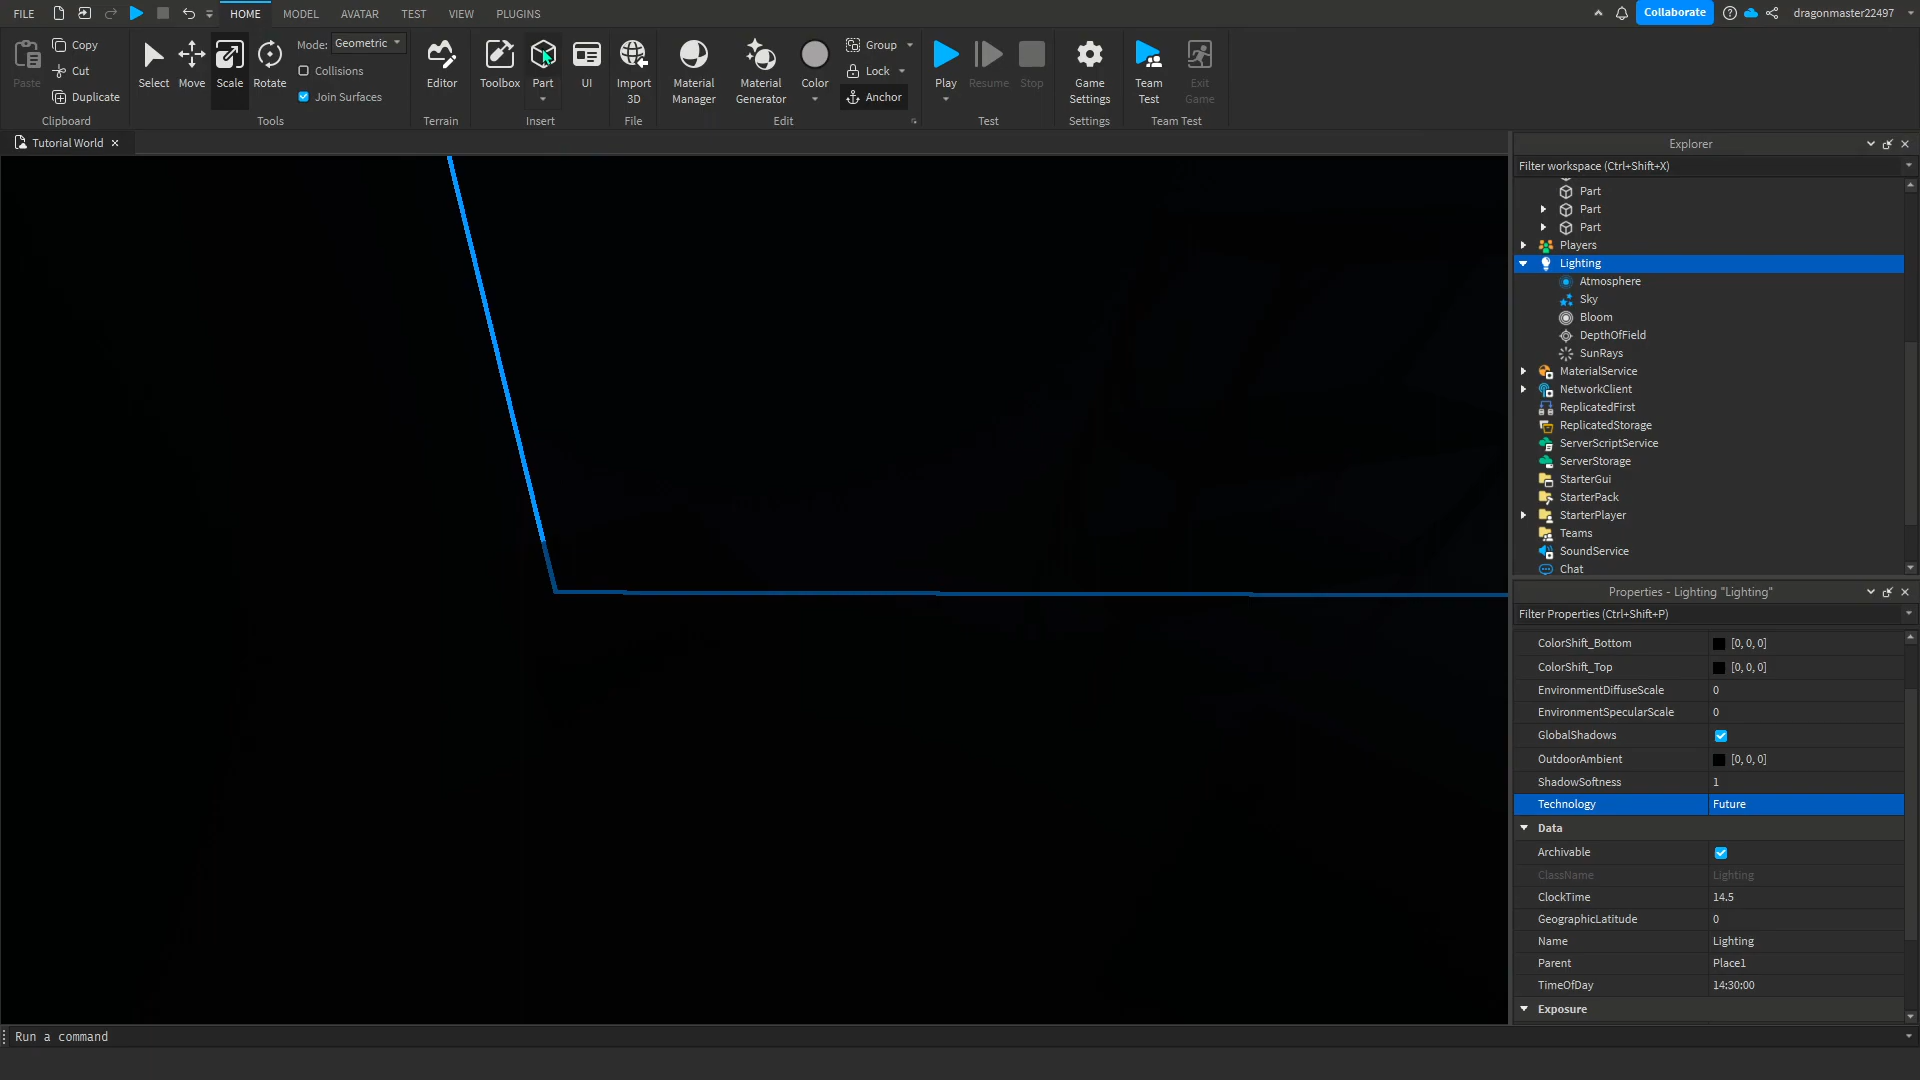 FILE HOME MODEL AVATAR TEST VIEW PLUGINS Collaborate dragonmaster22497
Paste Copy Cut Duplicate
Clipboard
Select Move Scale Rotate
Mode: Geometric
Collisions
Join Surfaces
Tools
Editor
Terrain
Toolbox Part UI
Insert
Import
3D
File
Material
Manager
Material
Generator
Color
Group
Lock
Anchor
Edit
Play Resume Stop
Test
Game
Settings
Settings
Team
Test
Exit
Game
Team Test
Tutorial World
Explorer
Filter workspace (Ctrl+Shift+X)
Part
Part
Part
Players
Lighting
Atmosphere
Sky
Bloom
DepthOfField
SunRays
MaterialService
NetworkClient
ReplicatedFirst
ReplicatedStorage
ServerScriptService
ServerStorage
StarterGui
StarterPack
StarterPlayer
Teams
SoundService
Chat
Properties - Lighting "Lighting"
Filter Properties (Ctrl+Shift+P)
ColorShift_Bottom [0, 0, 0]
ColorShift_Top [0, 0, 0]
EnvironmentDiffuseScale 0
EnvironmentSpecularScale 0
GlobalShadows
OutdoorAmbient [0, 0, 0]
ShadowSoftness 1
Technology Future
Data
Archivable
ClassName Lighting
ClockTime 14.5
GeographicLatitude 0
Name Lighting
Parent Place1
TimeOfDay 14:30:00
Exposure
Run a command